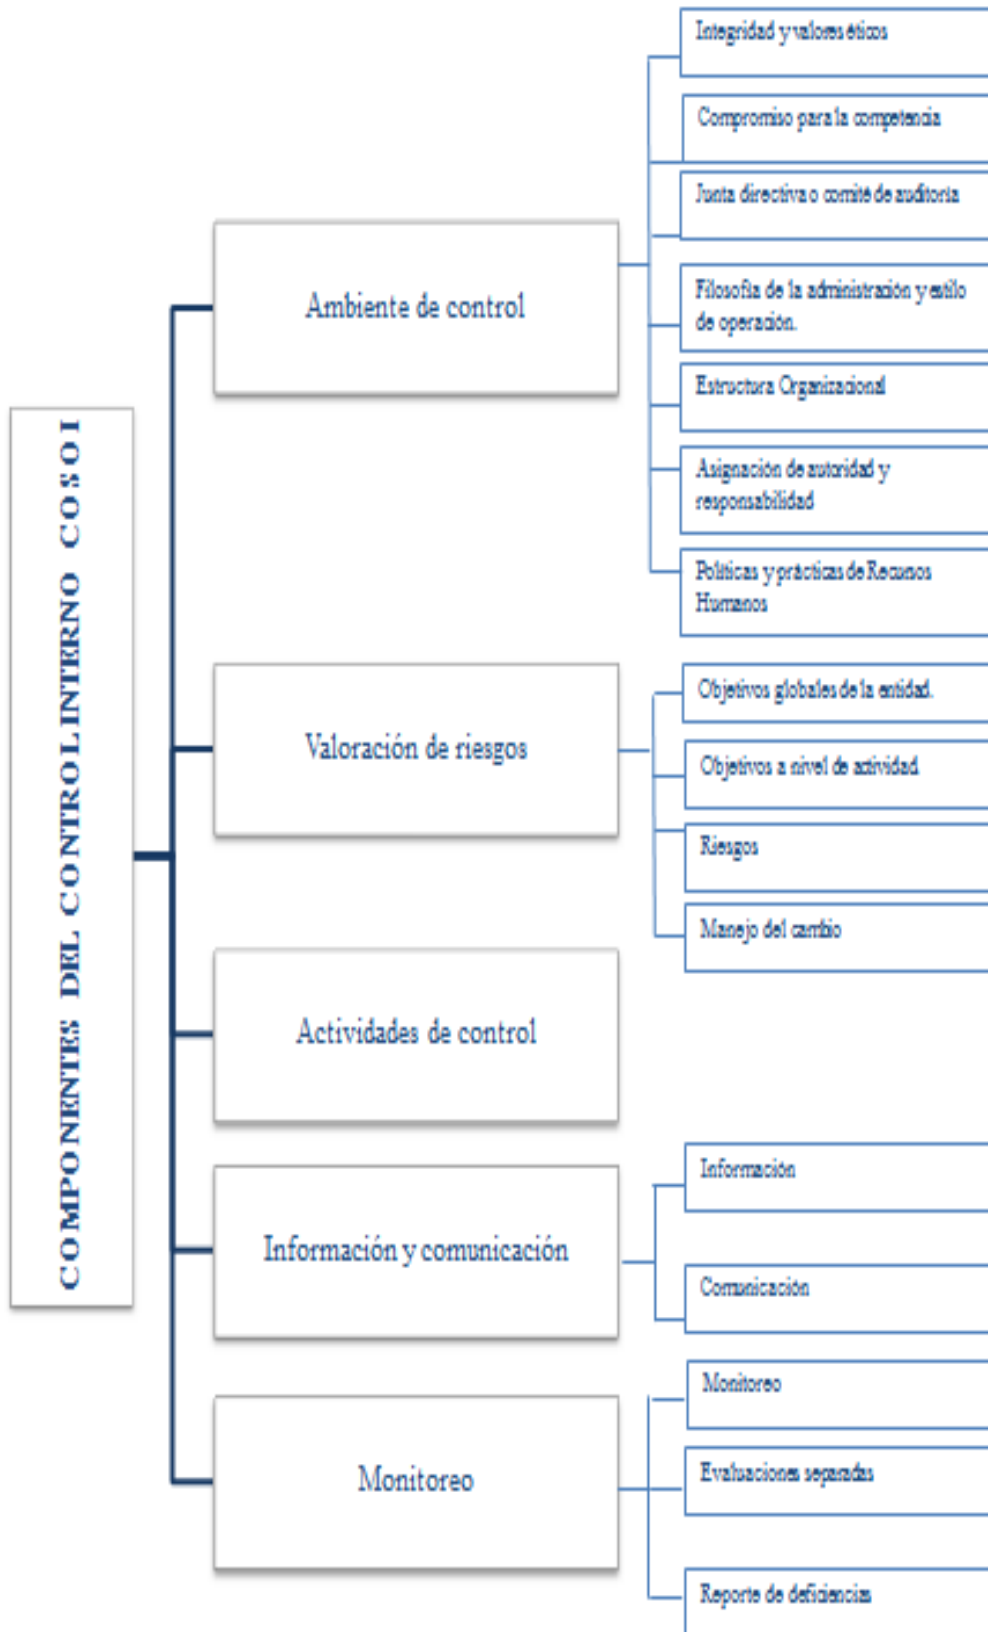 COMPONENTES DEL CONTROL INTERNO COSO I
Ambiente de control
Integridad y valores éticos
Compromiso para la competencia
Junta directiva o comité de auditoria
Filosofía de la administración y estilo
de operación.
Estructura Organizacional
Asignación de autoridad y
responsabilidad
Políticas y prácticas de Recursos
Humanos
Valoración de riesgos
Objetivos globales de la entidad.
Objetivos a nivel de actividad
Riesgos
Manejo del cambio
Actividades de control
Información y comunicación
Información
Comunicación
Monitoreo
Monitoreo
Evaluaciones separadas
Reporte de deficiencias